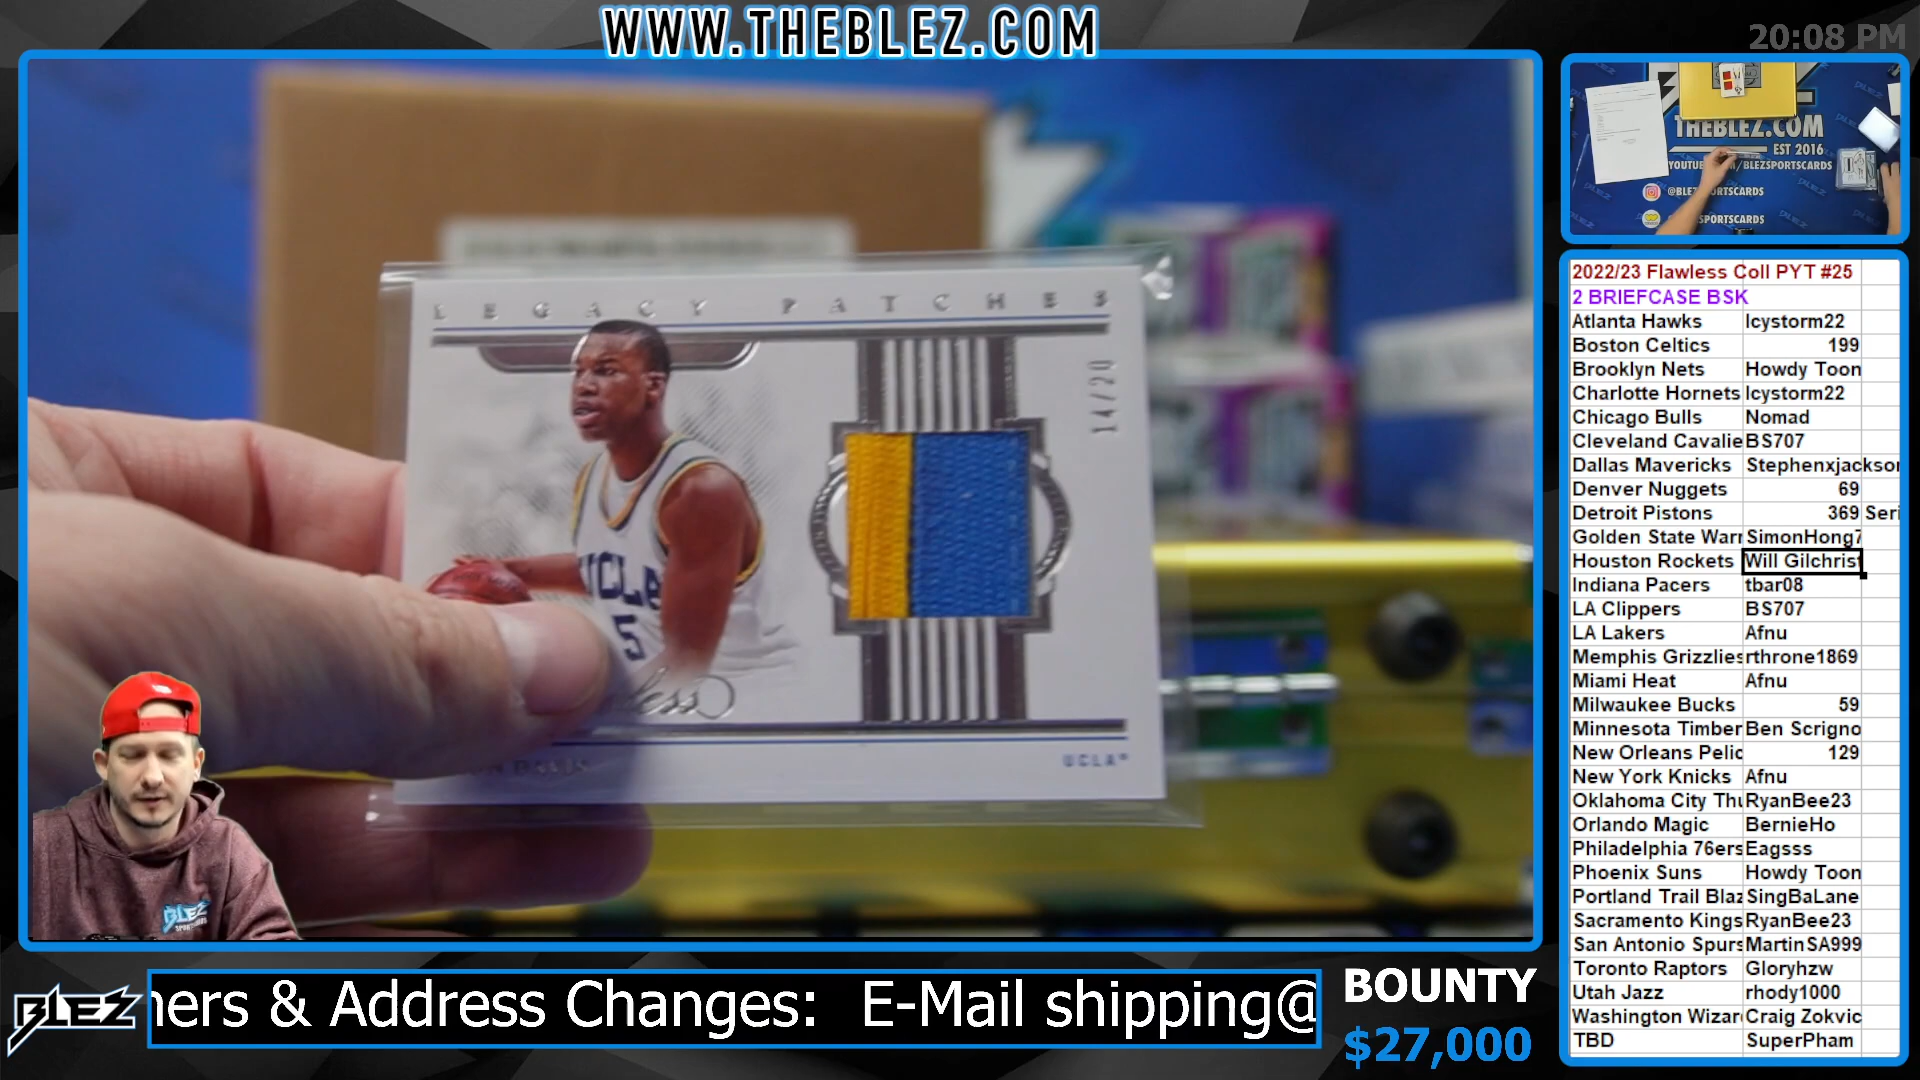 WWW.THEBLEZ.COM
20:08 PM
LEGACY PATCHES
14/20
UCLA
5
UCLA
THEBLEZ.COM
EST 2016
@BLEZSPORTSCARDS
2022/23 Flawless Coll PYT #25
2 BRIEFCASE BSK
Atlanta Hawks Icystorm22
Boston Celtics 199
Brooklyn Nets Howdy Toon
Charlotte Hornets Icystorm22
Chicago Bulls Nomad
Cleveland Cavalie BS707
Dallas Mavericks Stephenxjackson
Denver Nuggets 69
Detroit Pistons 369 Seri
Golden State Warr SimonHong7
Houston Rockets Will Gilchrist
Indiana Pacers tbar08
LA Clippers BS707
LA Lakers Afnu
Memphis Grizzlies rthrone1869
Miami Heat Afnu
Milwaukee Bucks 59
Minnesota Timber Ben Scrigno
New Orleans Pelic 129
New York Knicks Afnu
Oklahoma City Thu RyanBee23
Orlando Magic BernieHo
Philadelphia 76ers Eagsss
Phoenix Suns Howdy Toon
Portland Trail Blaz SingBaLane
Sacramento Kings RyanBee23
San Antonio Spurs MartinSA999
Toronto Raptors Gloryhzw
Utah Jazz rhody1000
Washington Wizar Craig Zokvic
TBD SuperPham
BLEZ
BLEZ
ners & Address Changes: E-Mail shipping@
BOUNTY
$27,000